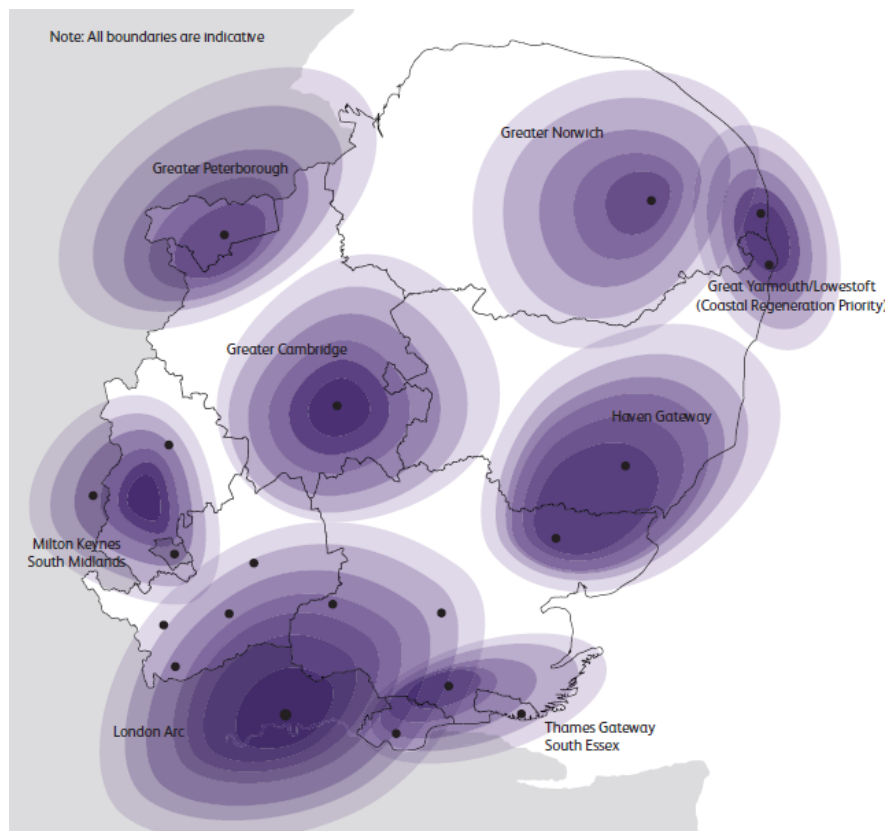 Note: All boundaries are indicative
Greater Norwich
Greater Peterborough
Great Yarmouth/Lowestoft
(Coastal Regeneration Priority)
Greater Cambridge
Haven Gateway
Milton Keynes
South Midlands
London Arc
Thames Gateway
South Essex